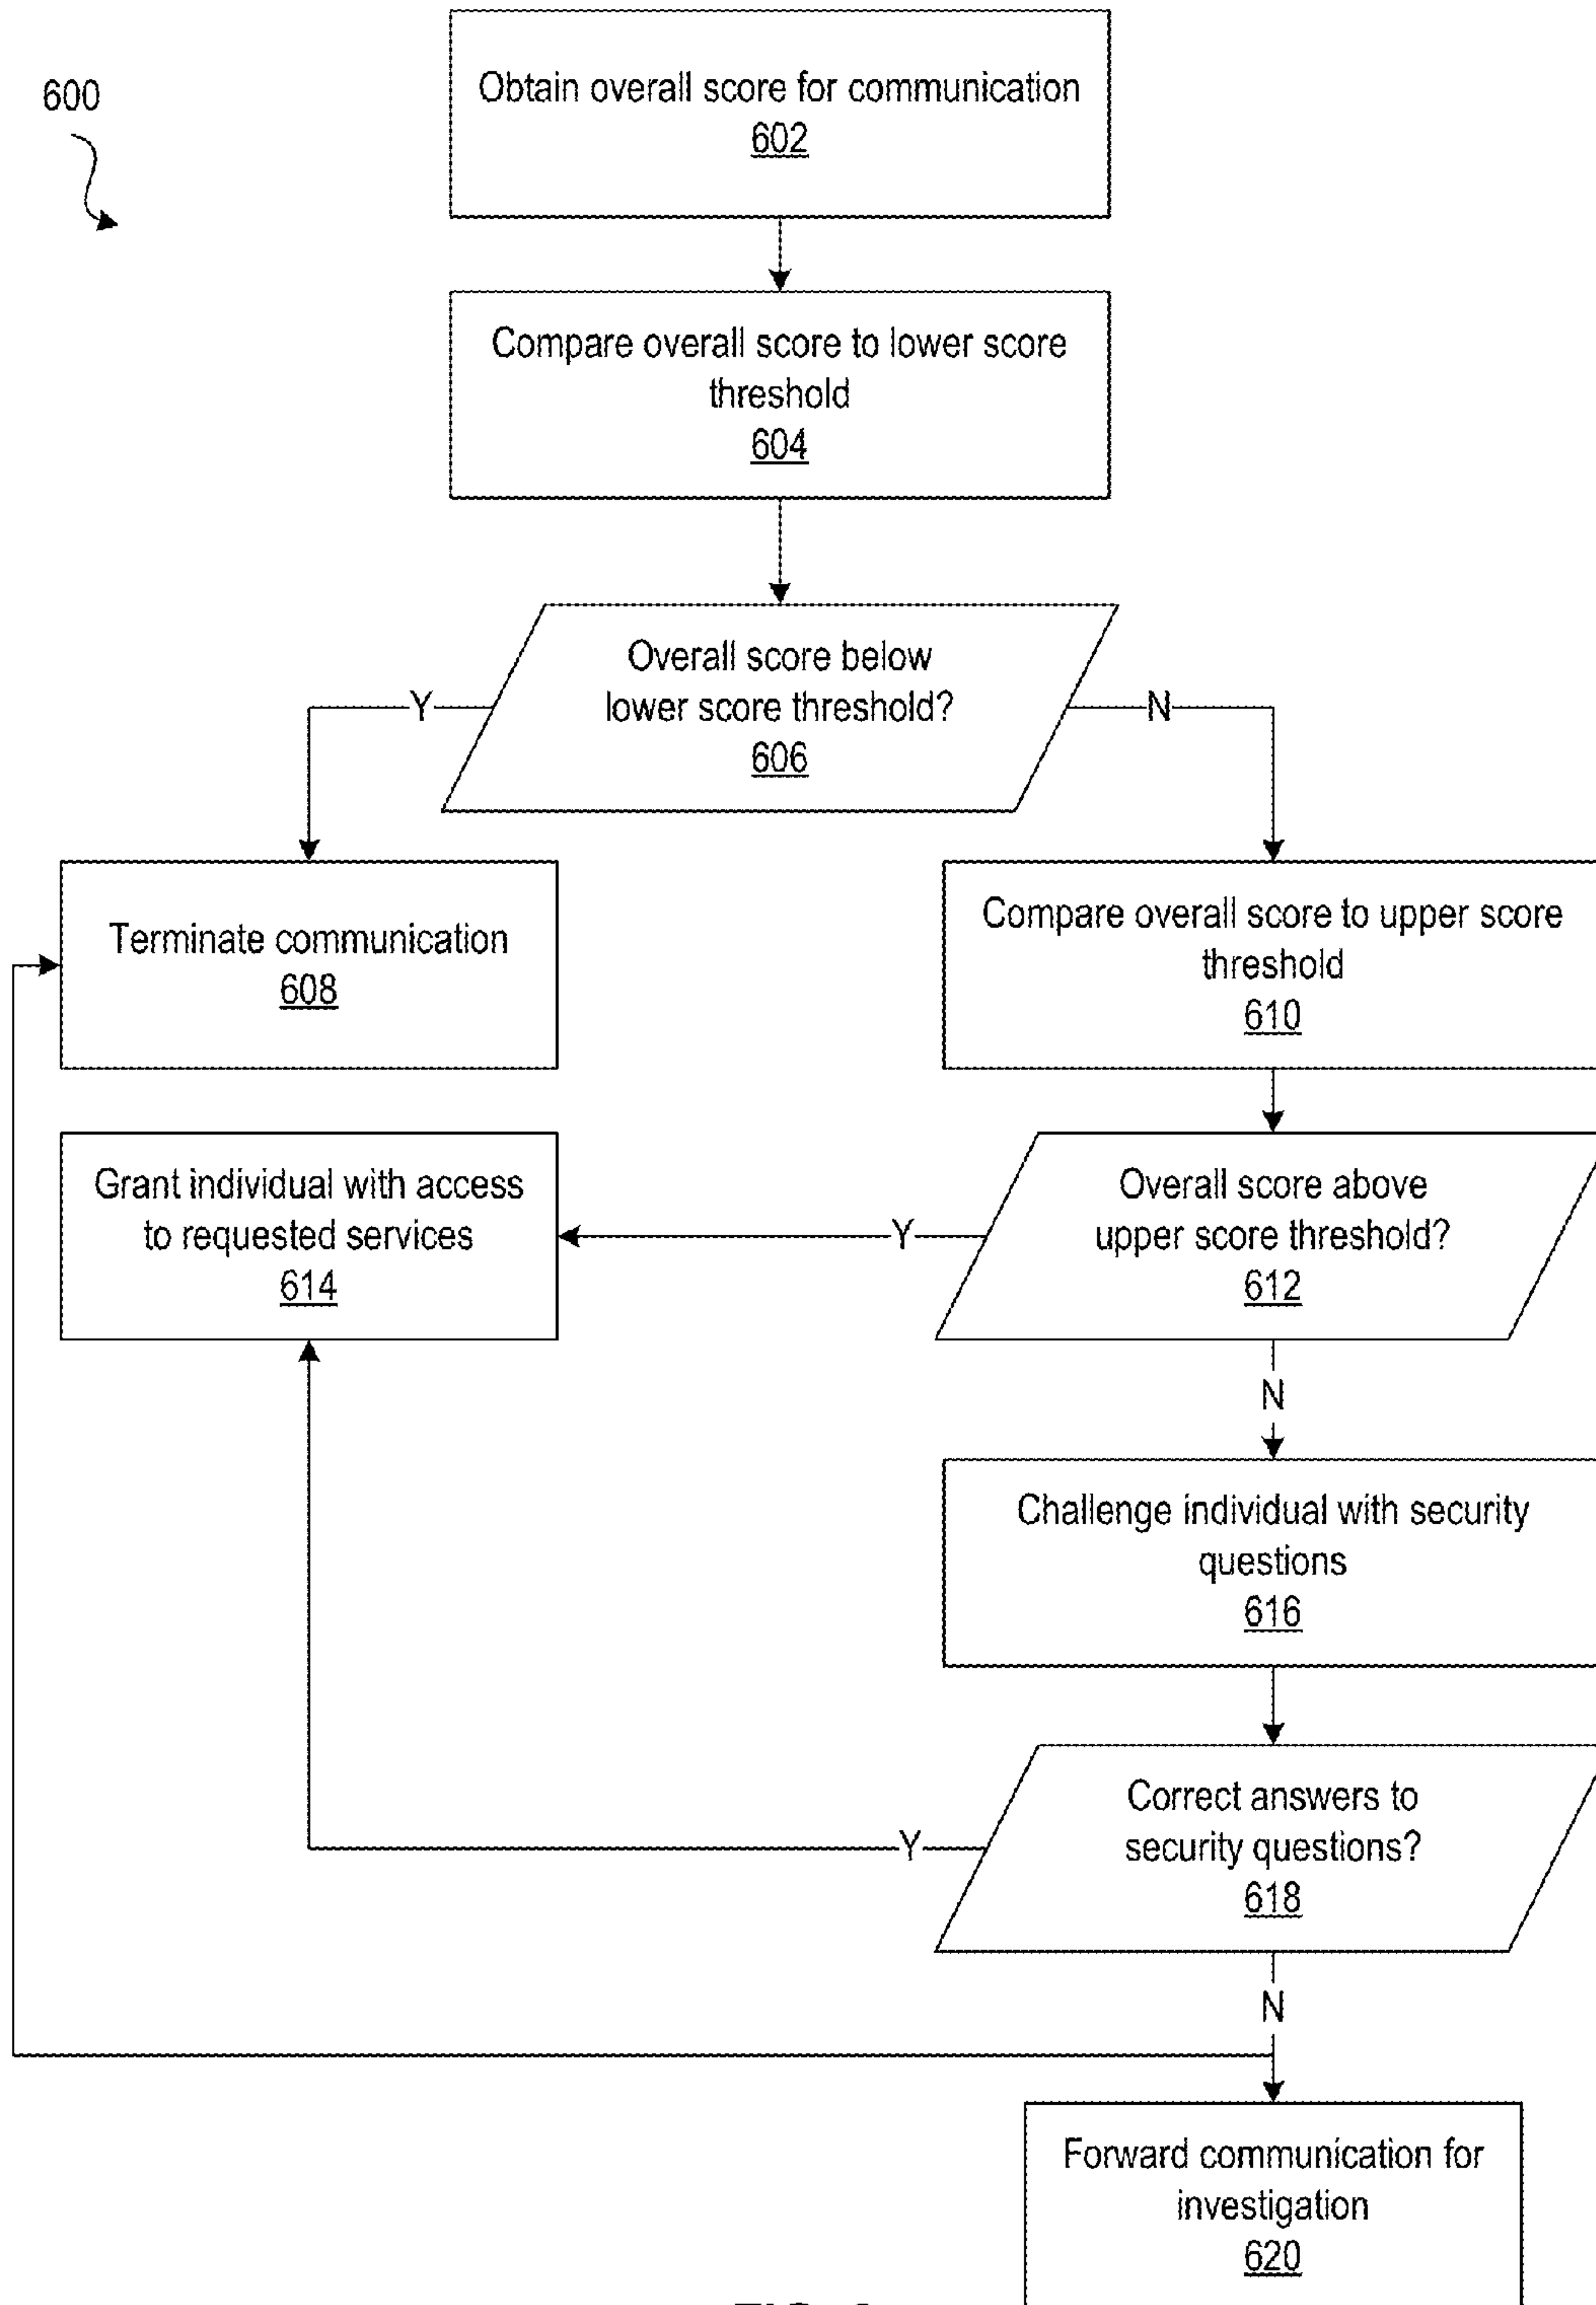 600
Obtain overall score for communication
602
Compare overall score to lower score
threshold
604
Overall score below
lower score threshold?
606
Y
N
Terminate communication
608
Compare overall score to upper score
threshold
610
Grant individual with access
to requested services
614
Y
Overall score above
upper score threshold?
612
N
Challenge individual with security
questions
616
Y
Correct answers to
security questions?
618
N
Forward communication for
investigation
620